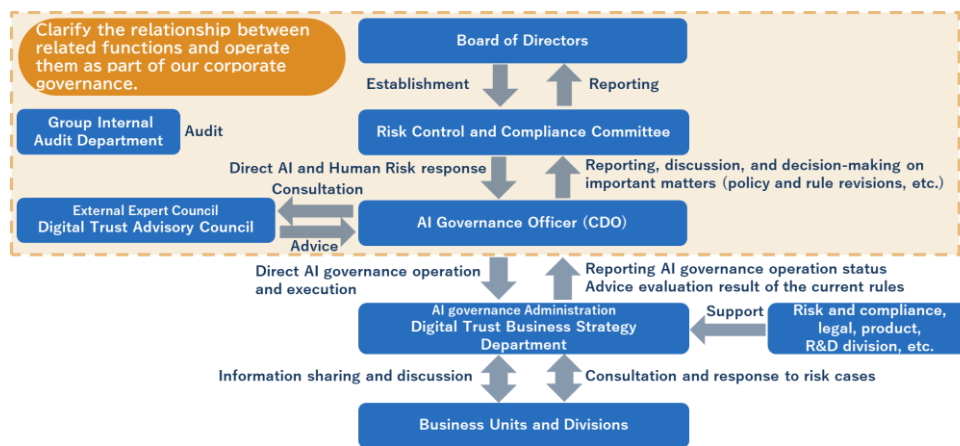 Clarify the relationship between
related functions and operate
them as part of our corporate
governance.
Board of Directors
Establishment
Reporting
Group Internal
Audit Department
Audit
Risk Control and Compliance Committee
Direct AI and Human Risk response
Reporting, discussion, and decision-making on
important matters (policy and rule revisions, etc.)
Consultation
External Expert Council
Digital Trust Advisory Council
Advice
AI Governance Officer (CDO)
Direct AI governance operation
and execution
Reporting AI governance operation status
Advice evaluation result of the current rules
AI governance Administration
Digital Trust Business Strategy
Department
Support
Risk and compliance,
legal, product,
R&D division, etc.
Information sharing and discussion
Consultation and response to risk cases
Business Units and Divisions